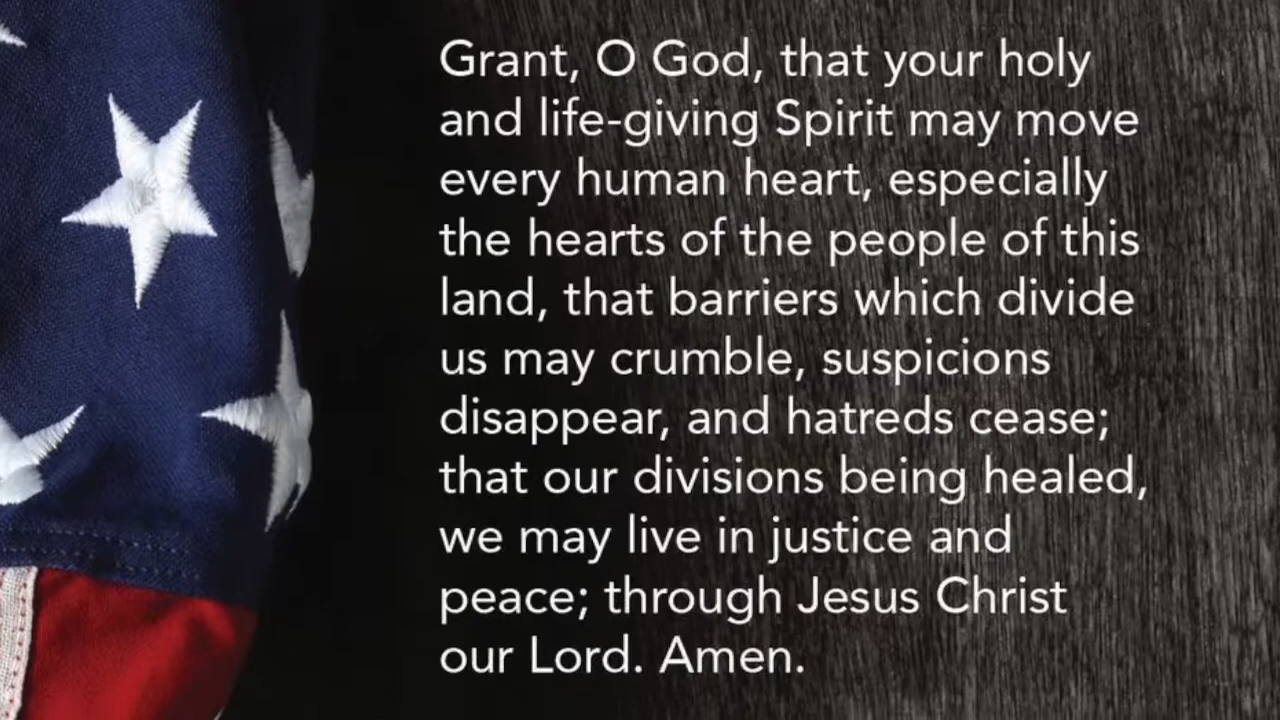 Grant, O God, that your holy
and life-giving Spirit may move
every human heart, especially
the hearts of the people of this
land, that barriers which divide
us may crumble, suspicions
disappear, and hatreds cease;
that our divisions being healed,
we may live in justice and
peace; through Jesus Christ
our Lord. Amen.